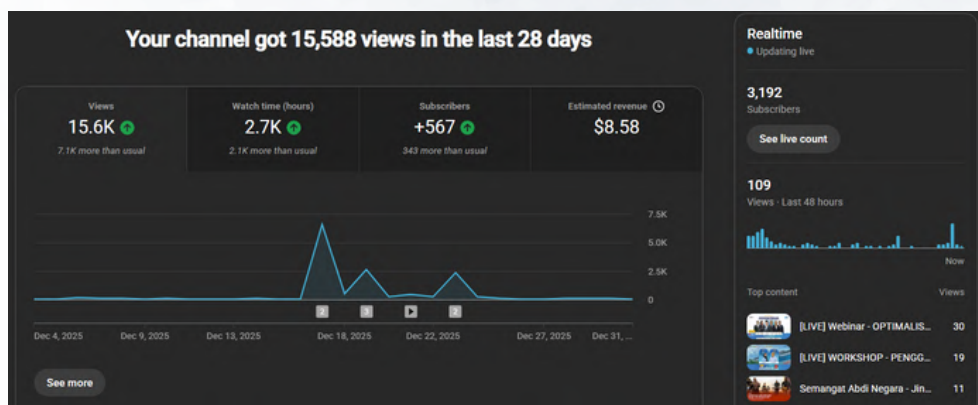 Your channel got 15,588 views in the last 28 days
Views
15.6K
7.1K more than usual
Watch time (hours)
2.7K
2.1K more than usual
Subscribers
+567
343 more than usual
Estimated revenue
$8.58
7.5K
5.0K
2.5K
0
2
3
2
Dec 4, 2025
Dec 9, 2025
Dec 13, 2025
Dec 18, 2025
Dec 22, 2025
Dec 27, 2025
Dec 31, ...
See more
Realtime
Updating live
3,192
Subscribers
See live count
109
Views · Last 48 hours
Now
Top content Views
[LIVE] Webinar - OPTIMALIS... 30
[LIVE] WORKSHOP - PENGG... 19
Semangat Abdi Negara - Jin... 11